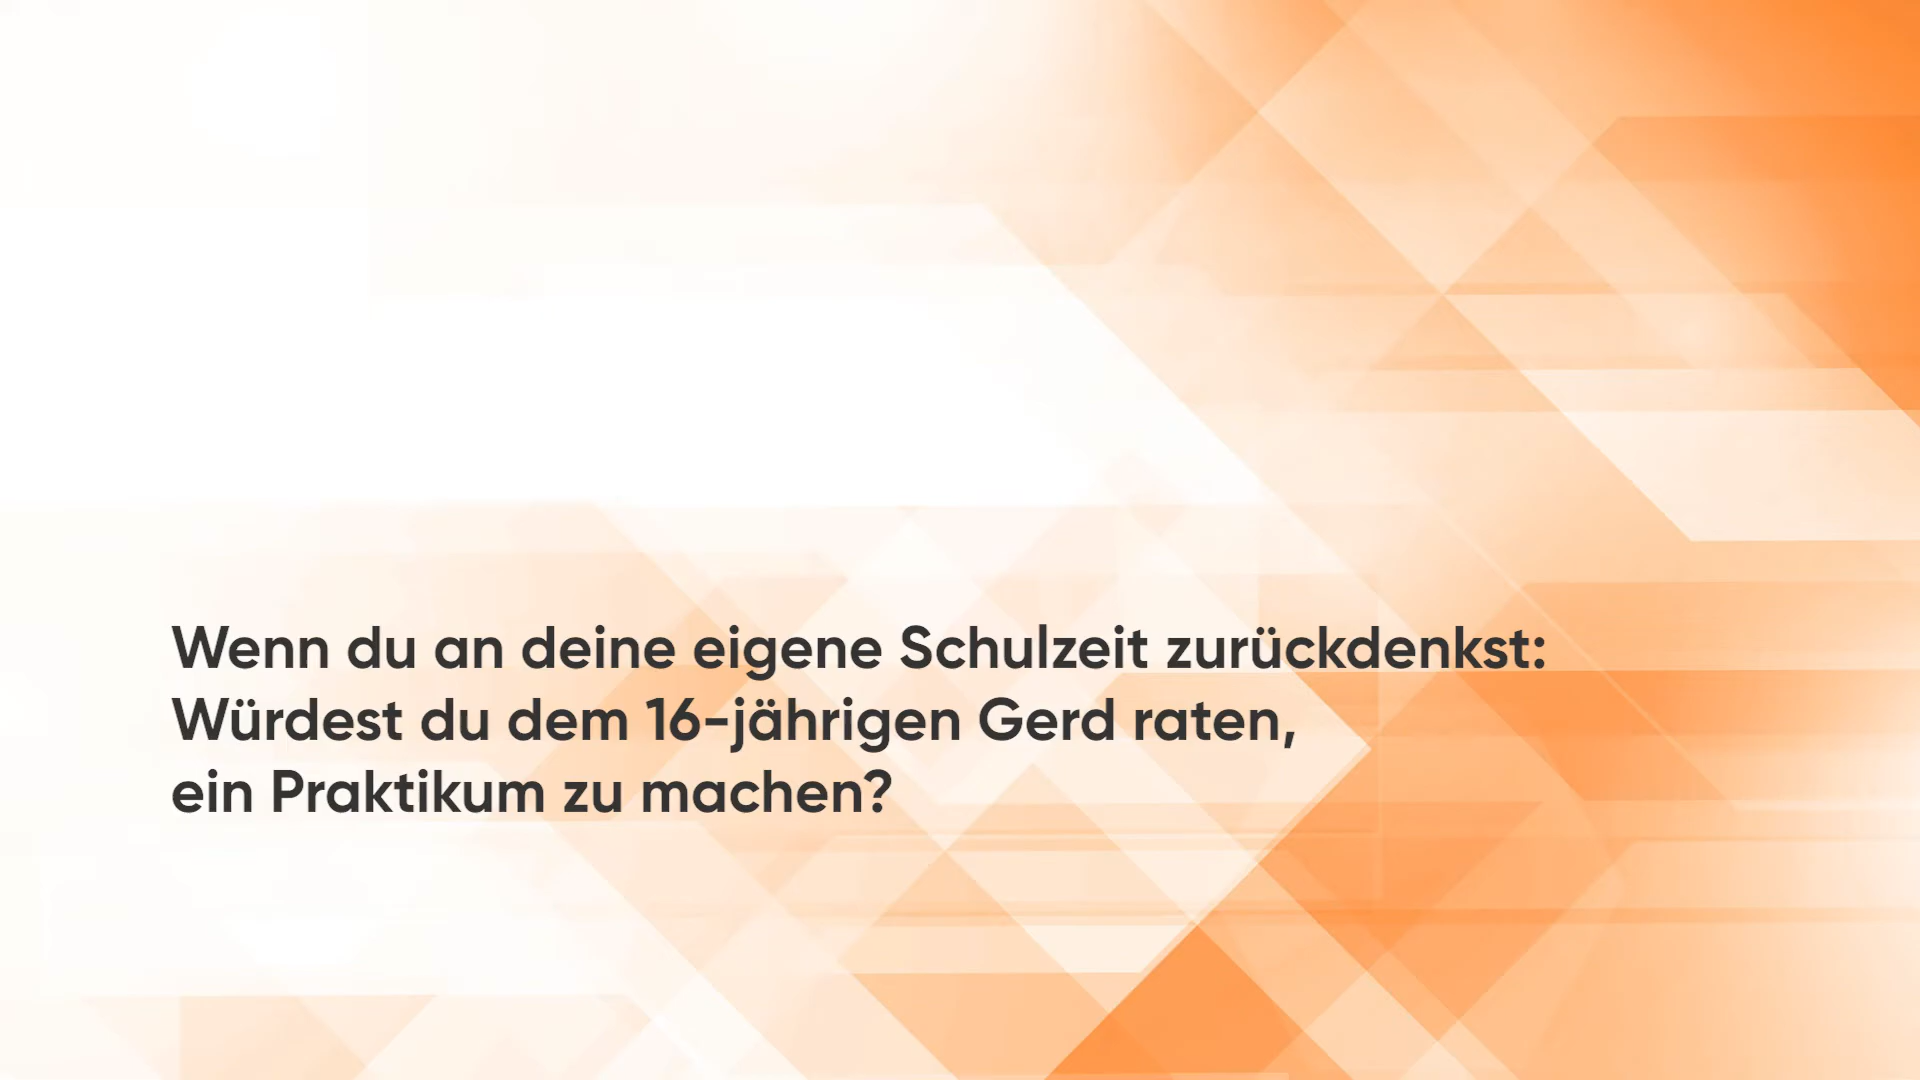 Wenn du an deine eigene Schulzeit zurückdenkst:
Würdest du dem 16-jährigen Gerd raten,
ein Praktikum zu machen?